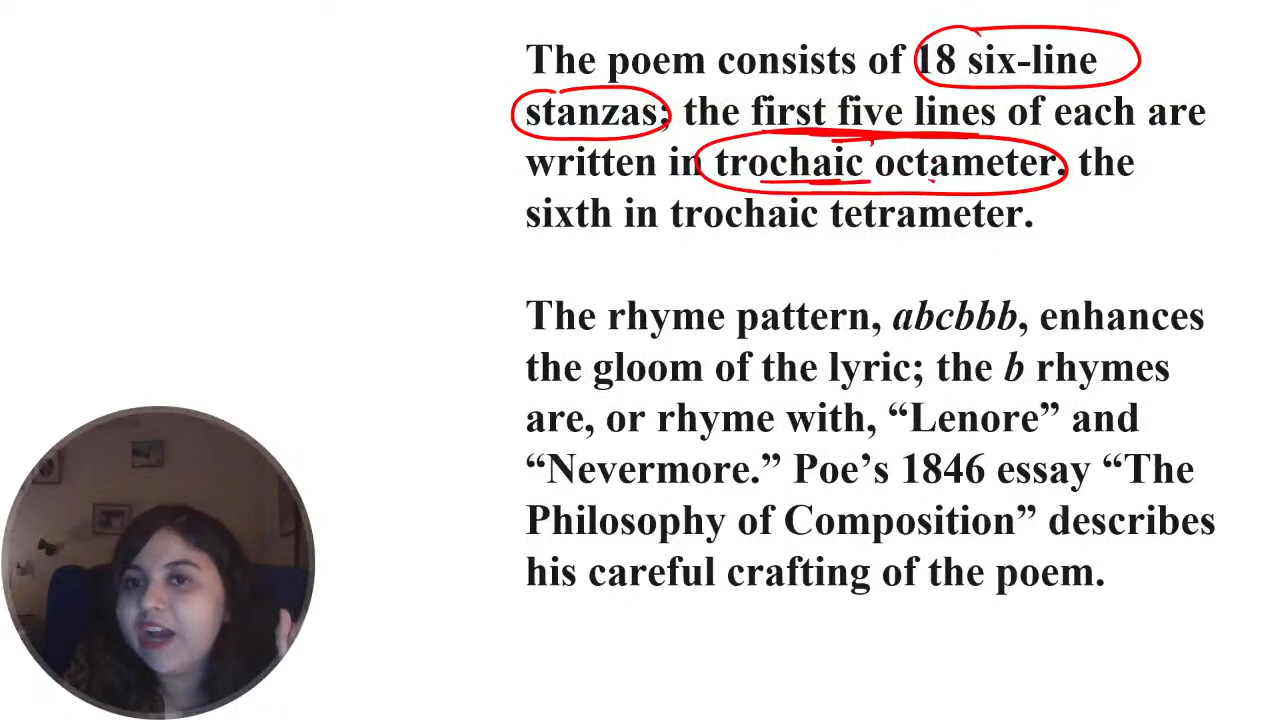 The poem consists of 18 six-line
stanzas; the first five lines of each are
written in trochaic octameter, the
sixth in trochaic tetrameter.
The rhyme pattern, abcbbb, enhances
the gloom of the lyric; the b rhymes
are, or rhyme with, “Lenore” and
“Nevermore.” Poe’s 1846 essay “The
Philosophy of Composition” describes
his careful crafting of the poem.